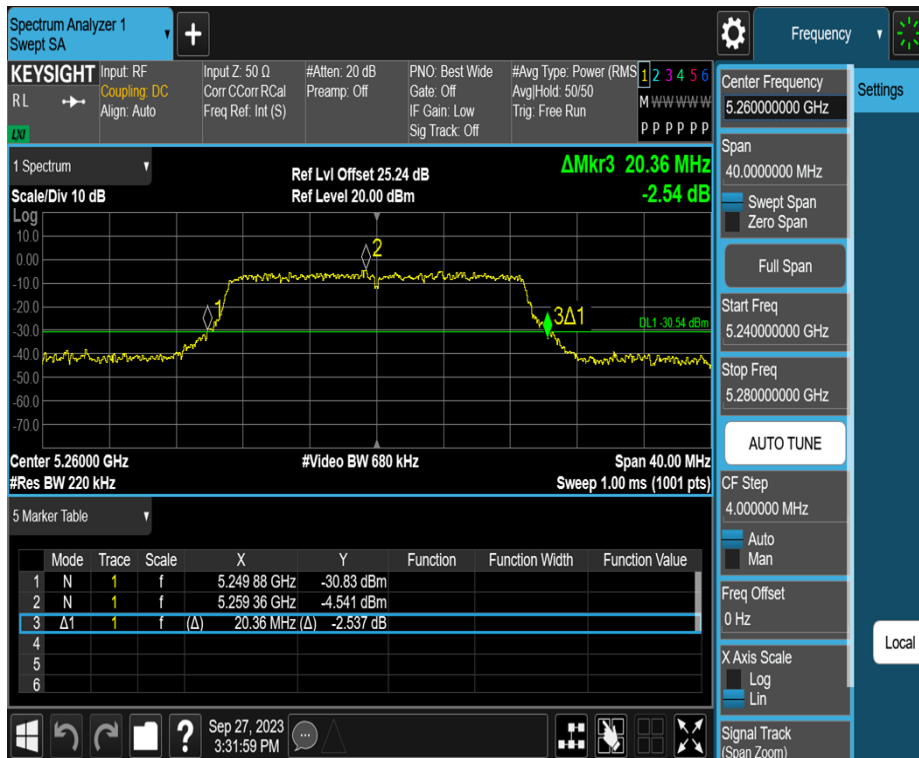 Spectrum Analyzer 1
Swept SA
+
Frequency
KEYSIGHT
RL
LXI
Input: RF
Coupling: DC
Align: Auto
Input Z: 50 Ω
Corr CCorr RCal
Freq Ref: Int (S)
#Atten: 20 dB
Preamp: Off
PNO: Best Wide
Gate: Off
IF Gain: Low
Sig Track: Off
#Avg Type: Power (RMS
Avg|Hold: 50/50
Trig: Free Run
1 2 3 4 5 6
M W W W W W
P P P P P P
1 Spectrum
Scale/Div 10 dB
Ref Lvl Offset 25.24 dB
Ref Level 20.00 dBm
ΔMkr3 20.36 MHz
-2.54 dB
Log
10.0
0.00
-10.0
-20.0
-30.0
-40.0
-50.0
-60.0
-70.0
1
2
3Δ1
DL1 -30.54 dBm
Center 5.26000 GHz
#Res BW 220 kHz
#Video BW 680 kHz
Span 40.00 MHz
Sweep 1.00 ms (1001 pts)
5 Marker Table
Mode Trace Scale X Y Function Function Width Function Value
1 N 1 f 5.249 88 GHz -30.83 dBm
2 N 1 f 5.259 36 GHz -4.541 dBm
3 Δ1 1 f (Δ) 20.36 MHz (Δ) -2.537 dB
4
5
6
?
Sep 27, 2023
3:31:59 PM
Center Frequency
5.260000000 GHz
Span
40.0000000 MHz
Swept Span
Zero Span
Full Span
Start Freq
5.240000000 GHz
Stop Freq
5.280000000 GHz
AUTO TUNE
CF Step
4.000000 MHz
Auto
Man
Freq Offset
0 Hz
X Axis Scale
Log
Lin
Signal Track
(Span Zoom)
Settings
Local